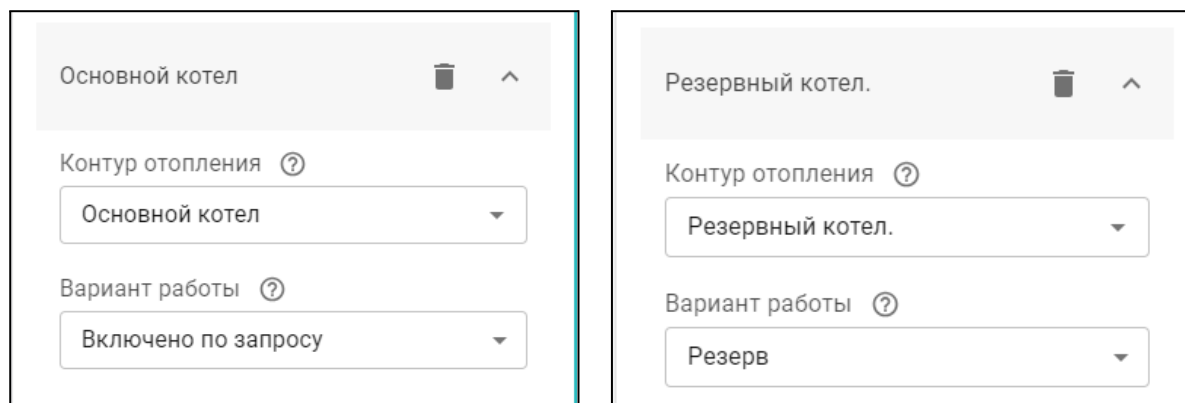 Основной котел
Контур отопления
Основной котел
Вариант работы
Включено по запросу
Резервный котел.
Контур отопления
Резервный котел.
Вариант работы
Резерв